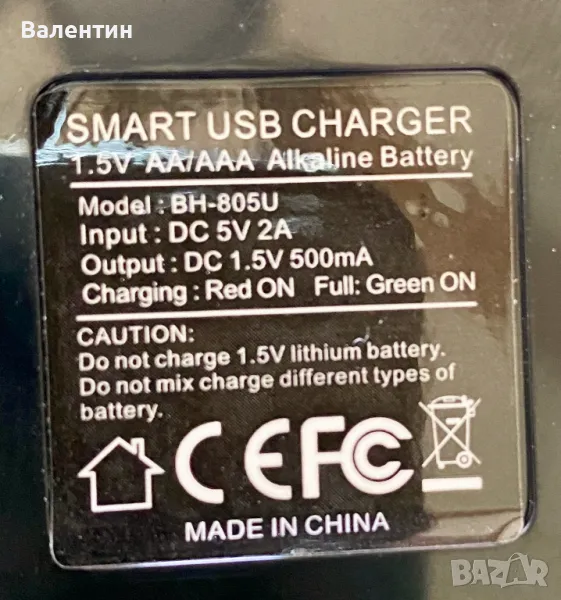 Валентин
SMART USB CHARGER
1.5V AA/AAA Alkaline Battery
Model : BH-805U
Input : DC 5V 2A
Output : DC 1.5V 500mA
Charging : Red ON Full: Green ON
CAUTION:
Do not charge 1.5V lithium battery.
Do not mix charge different types of
battery.
CE FC
MADE IN CHINA
BAZAR